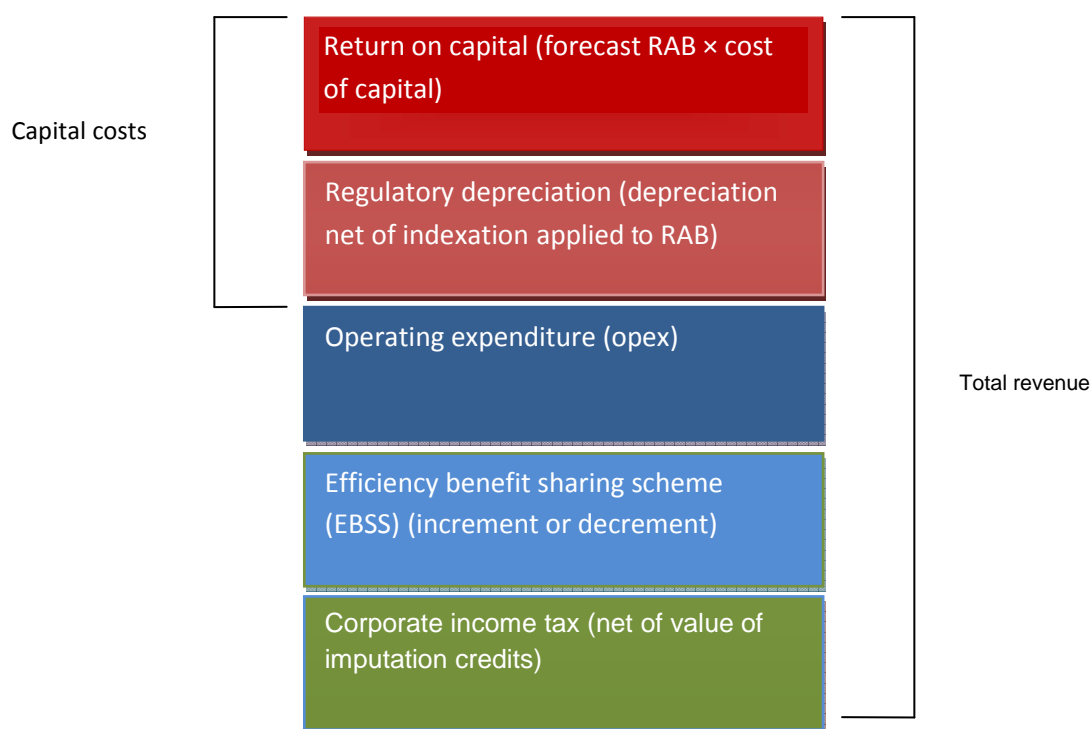 Return on capital (forecast RAB × cost
of capital)
Capital costs
Regulatory depreciation (depreciation
net of indexation applied to RAB)
Operating expenditure (opex)
Total revenue
Efficiency benefit sharing scheme
(EBSS) (increment or decrement)
Corporate income tax (net of value of
imputation credits)